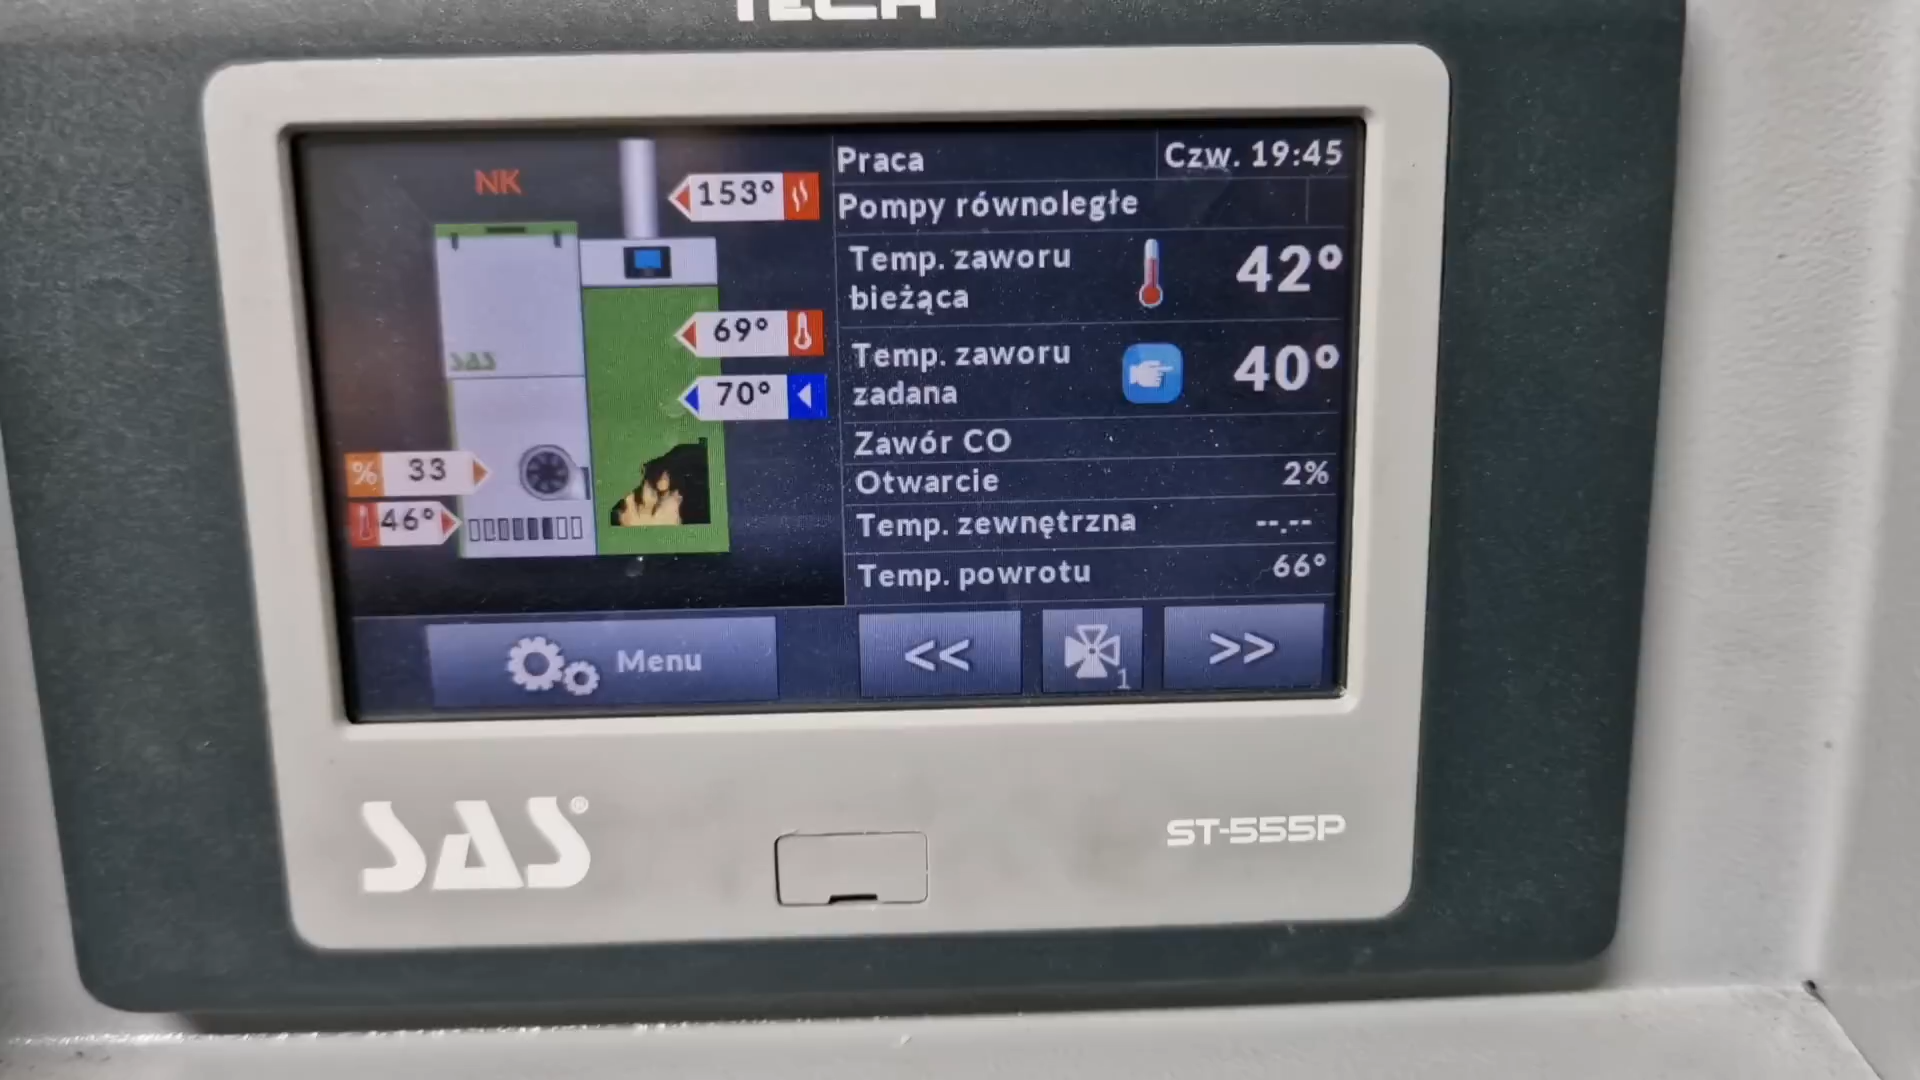 TECH
NK
153°
69°
70°
% 33
46°
SAS
Praca
Czw. 19:45
Pompy równoległe
Temp. zaworu
bieżąca
42°
Temp. zaworu
zadana
40°
Zawór CO
Otwarcie 2%
Temp. zewnętrzna --.--
Temp. powrotu 66°
Menu
<<
1
>>
SAS®
ST-555P